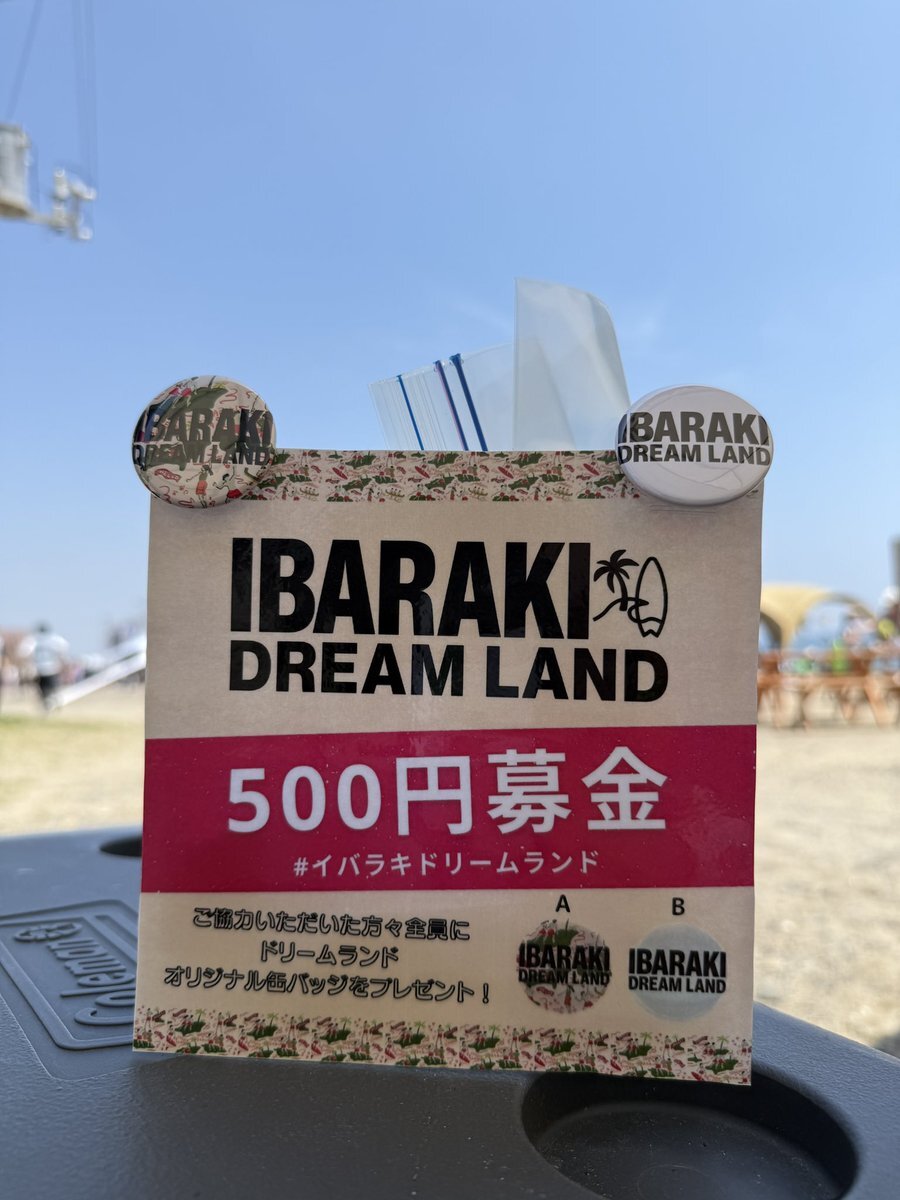 IBARAKI
DREAM LAND
IBARAKI
DREAM LAND
IBARAKI
DREAM LAND
500円募金
#イバラキドリームランド
ご協力いただいた方々全員に
ドリームランド
オリジナル缶バッジをプレゼント!
A
B
IBARAKI
DREAM LAND
IBARAKI
DREAM LAND
Coleman